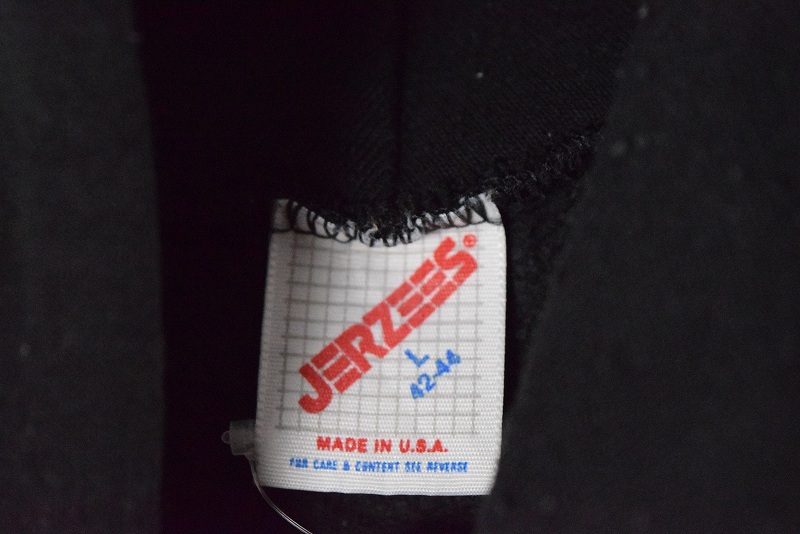 JERZEES®
L
42-44
MADE IN U.S.A.
FOR CARE & CONTENT SEE REVERSE